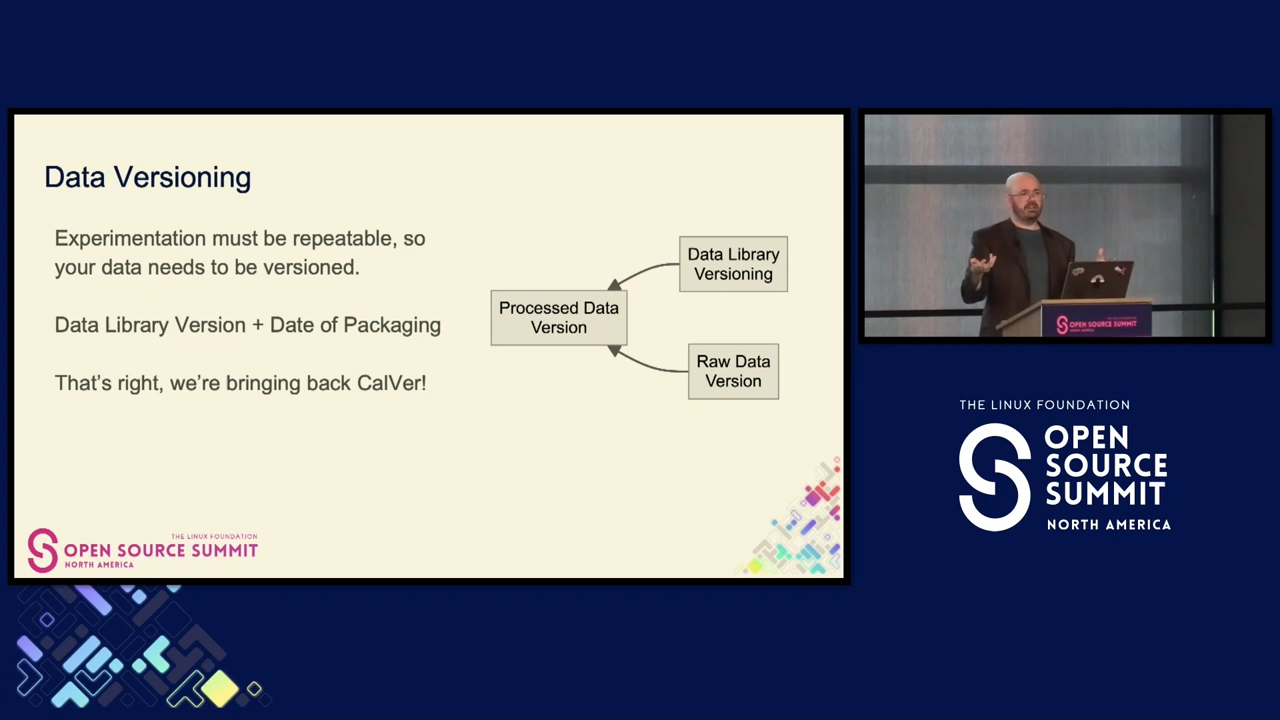 Data Versioning
Experimentation must be repeatable, so
your data needs to be versioned.
Data Library Version + Date of Packaging
That's right, we're bringing back CalVer!
Data Library
Versioning
Processed Data
Version
Raw Data
Version
THE LINUX FOUNDATION
OPEN SOURCE SUMMIT
NORTH AMERICA
OPEN SOURCE SUMMIT
THE LINUX FOUNDATION
OPEN
SOURCE
SUMMIT
NORTH AMERICA